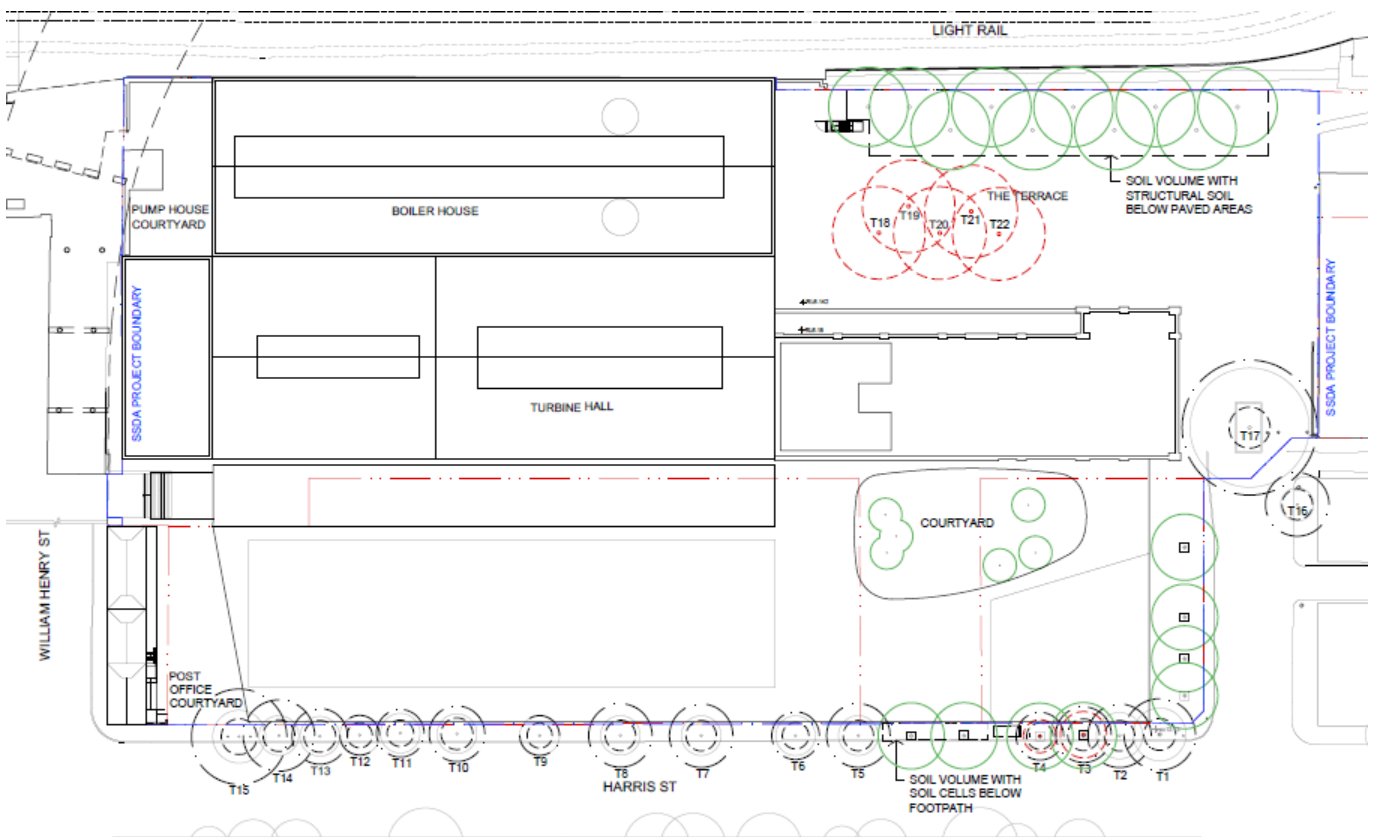 LIGHT RAIL
SOIL VOLUME WITH
STRUCTURAL SOIL
BELOW PAVED AREAS
THE TERRACE
T18
T19
T20
T21
T22
PUMP HOUSE
COURTYARD
BOILER HOUSE
SSDA PROJECT BOUNDARY
SSDA PROJECT BOUNDARY
TURBINE HALL
T17
T16
COURTYARD
WILLIAM HENRY ST
POST
OFFICE
COURTYARD
T15
T14
T13
T12
T11
T10
T9
T8
T7
T6
T5
T4
T3
T2
T1
HARRIS ST
SOIL VOLUME WITH
SOIL CELLS BELOW
FOOTPATH